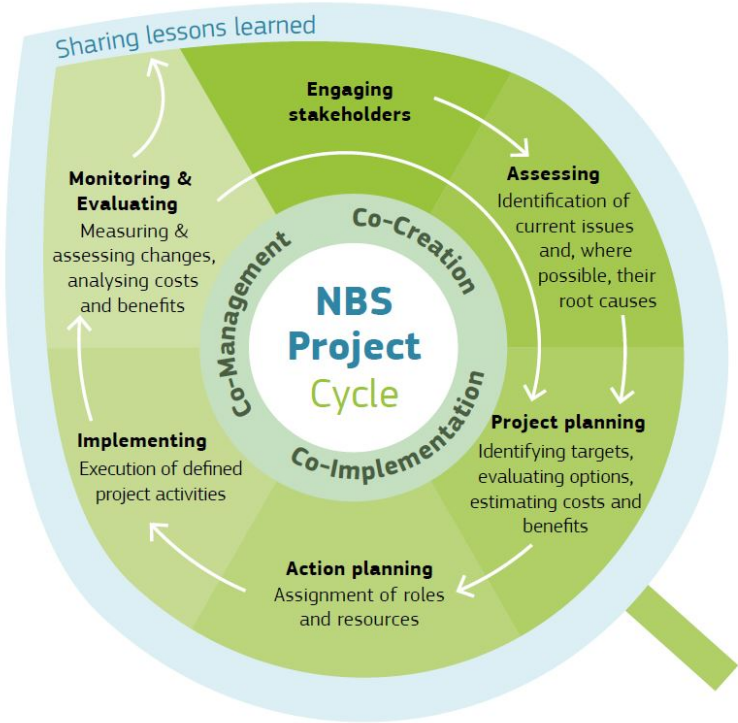 Sharing lessons learned
Engaging
stakeholders
Assessing
Identification of
current issues
and, where
possible, their
root causes
Project planning
Identifying targets,
evaluating options,
estimating costs and
benefits
Action planning
Assignment of roles
and resources
Implementing
Execution of defined
project activities
Monitoring &
Evaluating
Measuring &
assessing changes,
analysing costs
and benefits
Co-Creation
Co-Implementation
Co-Management
NBS
Project
Cycle